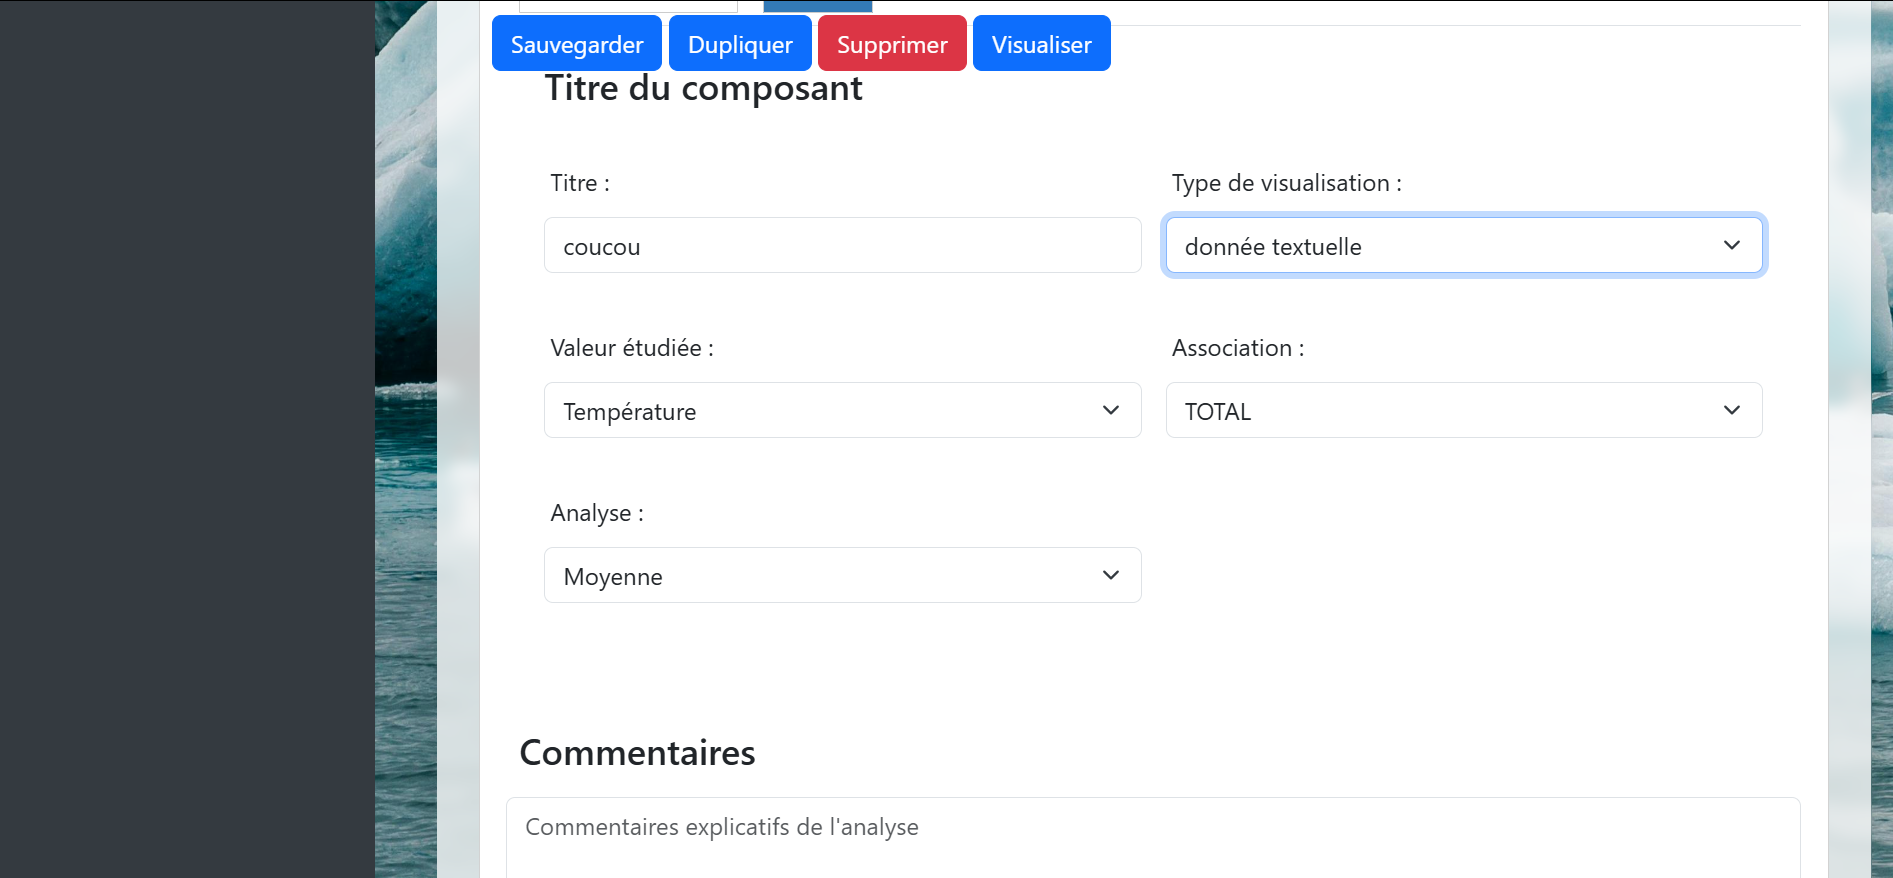 Sauvegarder Dupliquer Supprimer Visualiser
Titre du composant
Titre : Type de visualisation :
coucou donnée textuelle
Valeur étudiée : Association :
Température TOTAL
Analyse :
Moyenne
Commentaires
Commentaires explicatifs de l'analyse